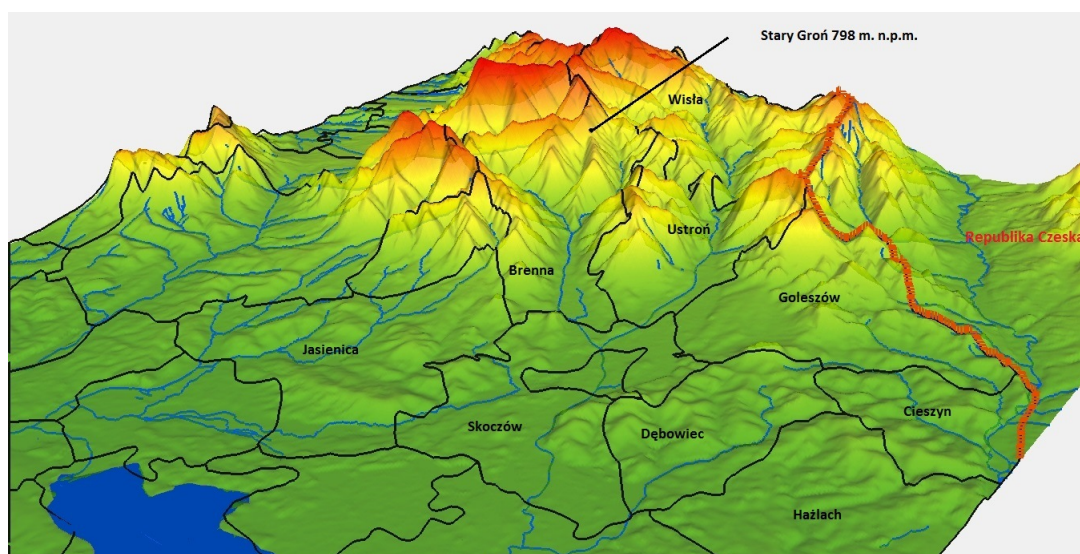 Stary Groń 798 m. n.p.m.
Wisła
Ustroń
Republika Czeska
Brenna
Goleszów
Jasienica
Cieszyn
Skoczów
Dębowiec
Hażlach